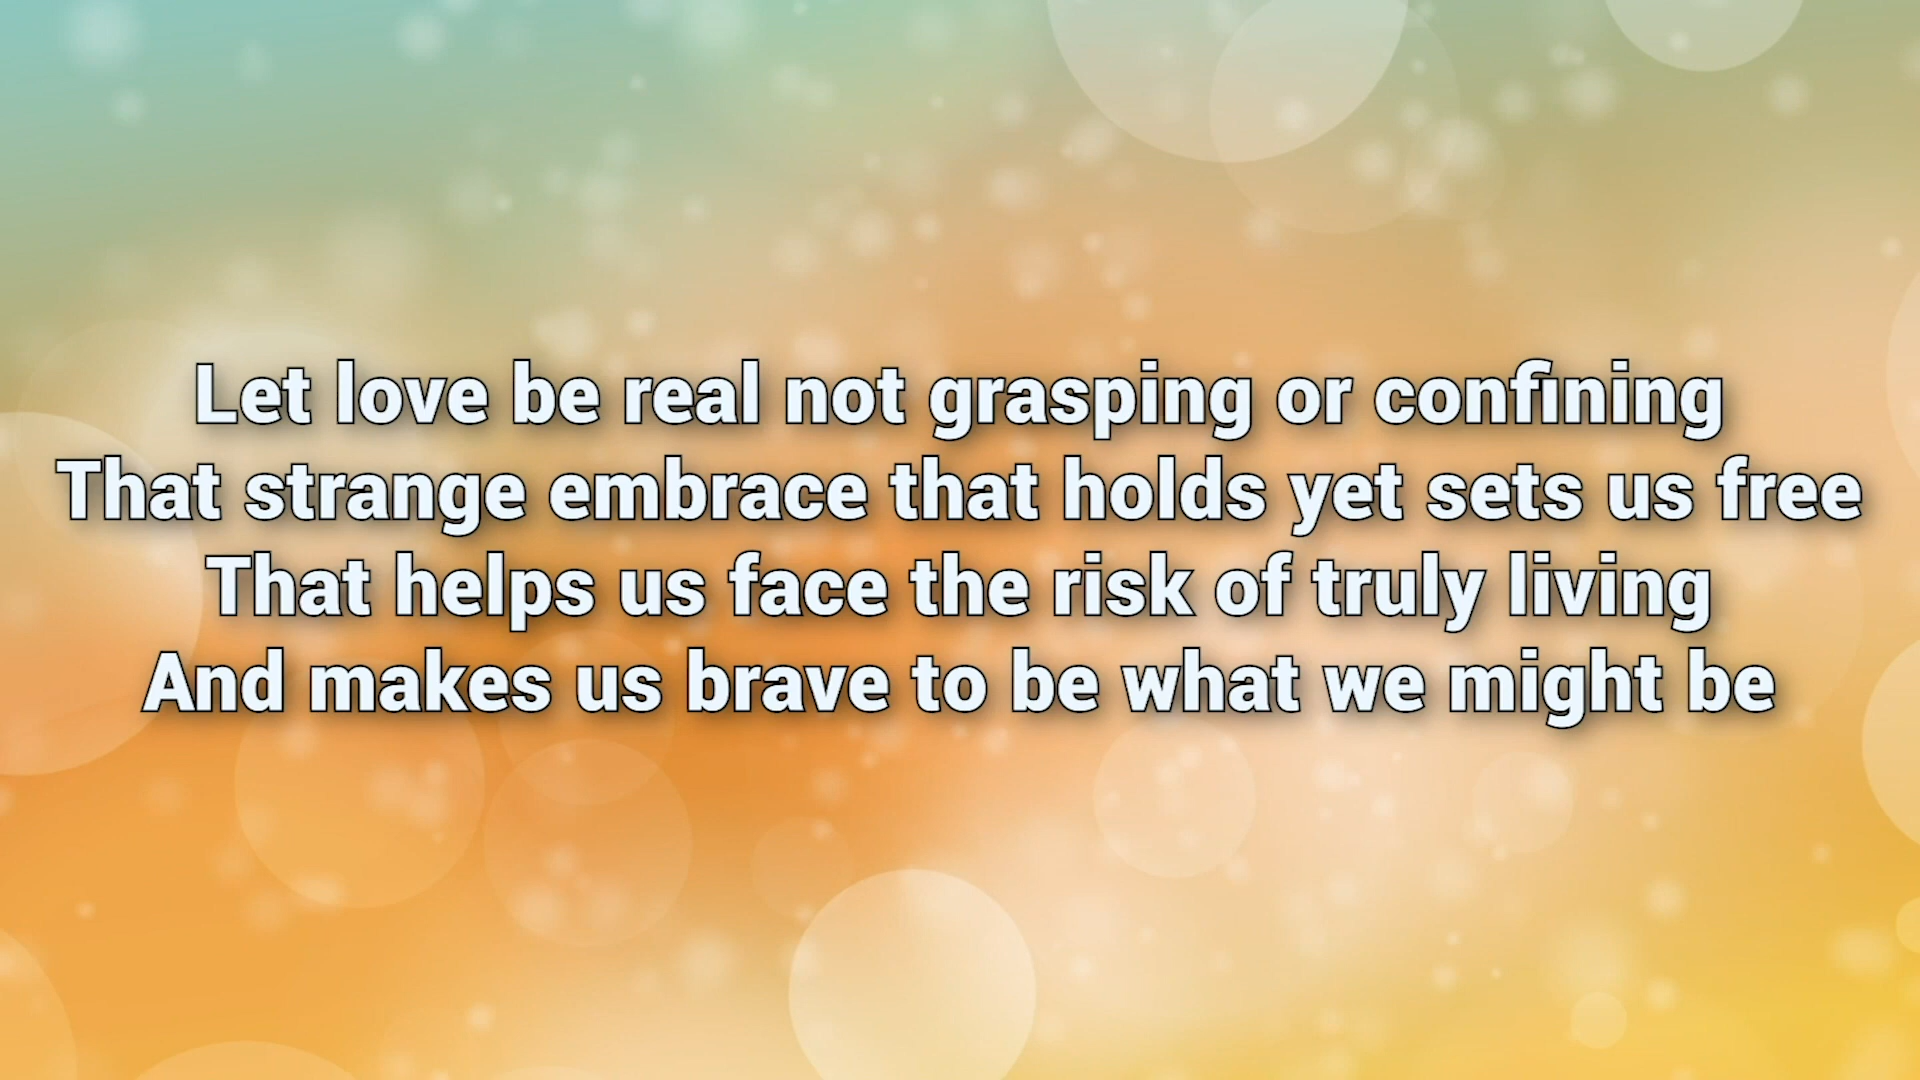 Let love be real not grasping or confining
That strange embrace that holds yet sets us free
That helps us face the risk of truly living
And makes us brave to be what we might be